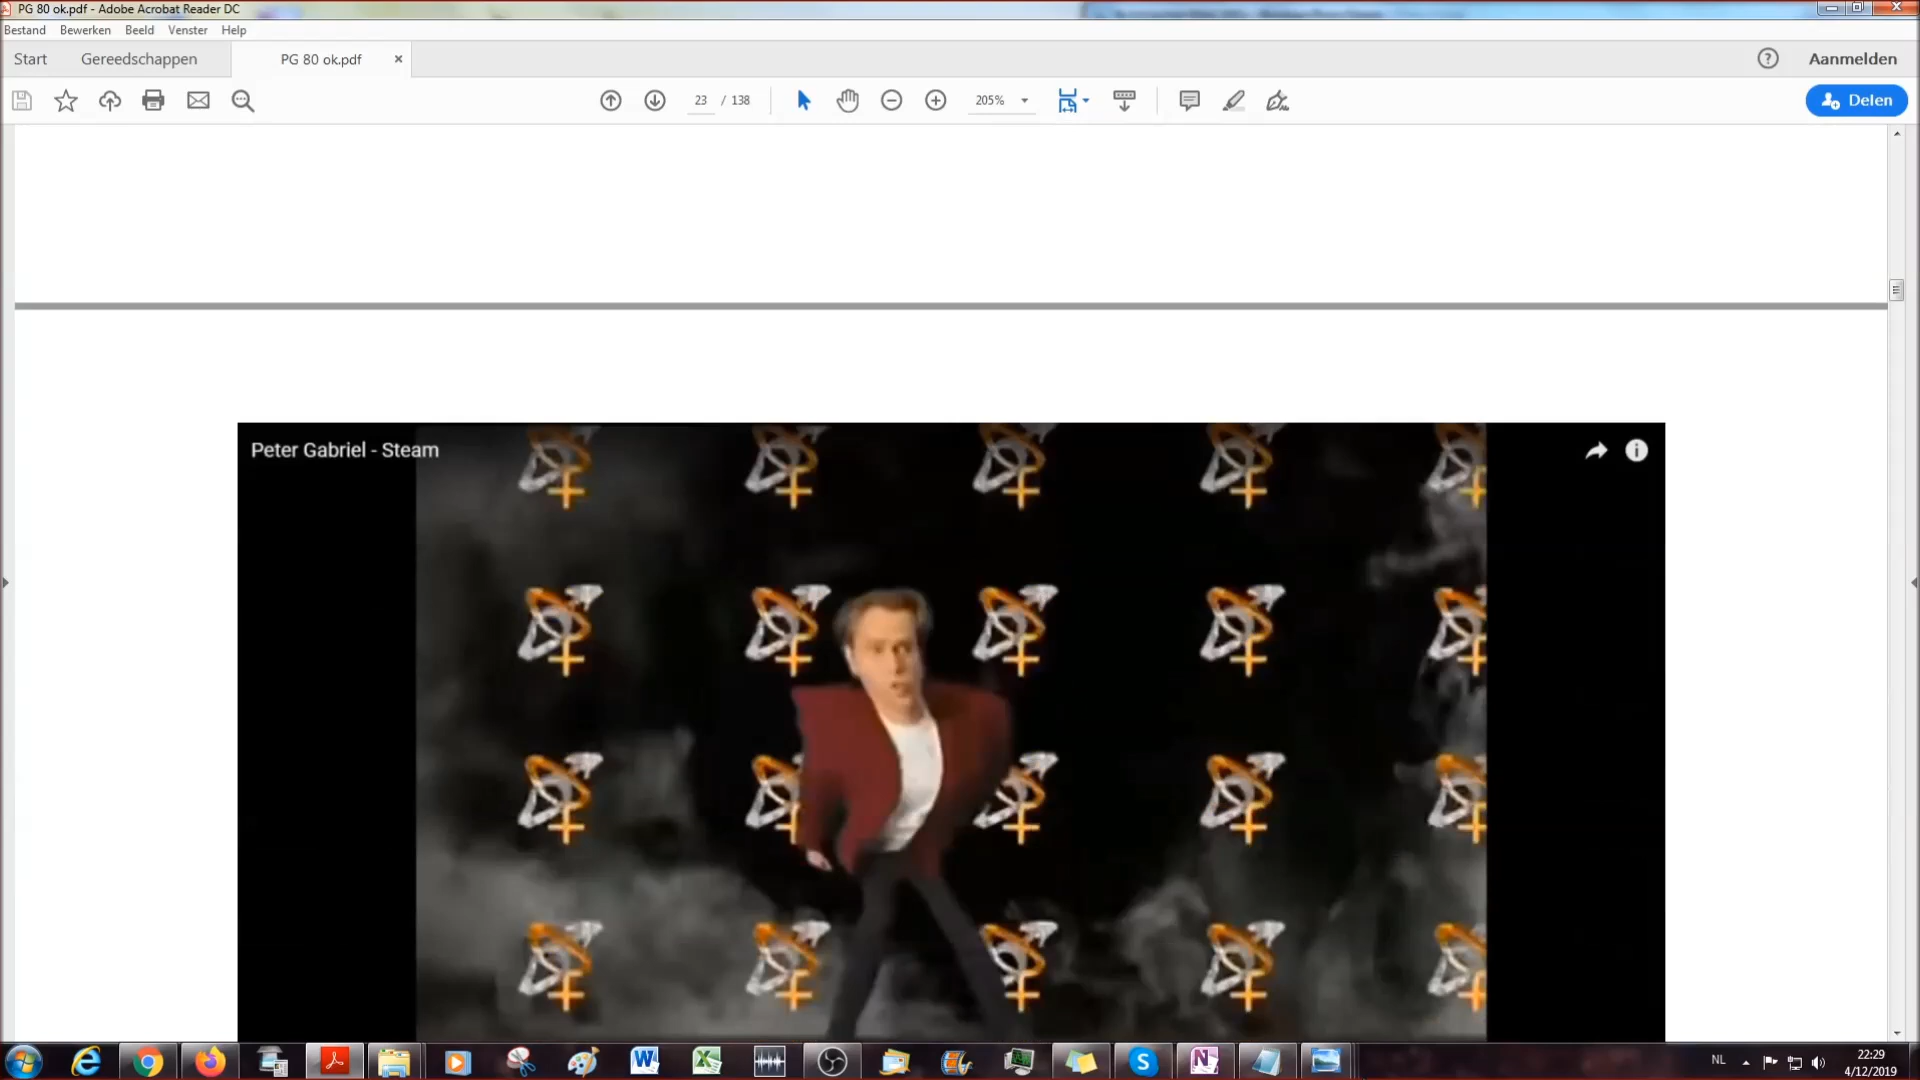 PG 80 ok.pdf - Adobe Acrobat Reader DC
Bestand Bewerken Beeld Venster Help
Start Gereedschappen PG 80 ok.pdf Aanmelden
23 / 138 205% Delen
Peter Gabriel - Steam
NL 22:29
4/12/2019